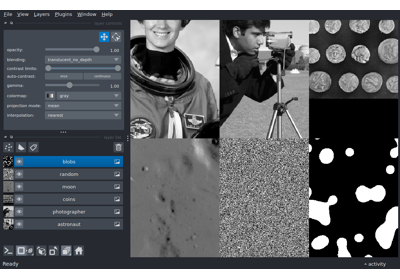 File View Layers Plugins Window Help
opacity: 1.00
blending: translucent_no_depth
contrast limits:
auto-contrast: once continuous
gamma: 1.00
colormap: gray
projection mode: mean
interpolation: nearest
blobs
random
moon
coins
photographer
astronaut
Ready
activity